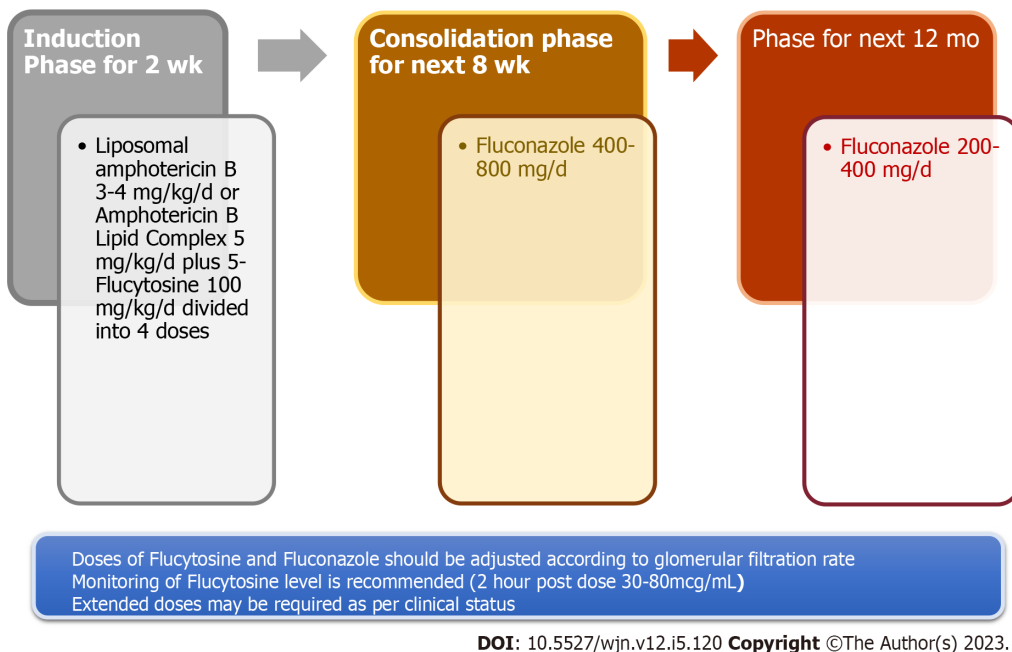 Induction
Phase for 2 wk
• Liposomal
amphotericin B
3-4 mg/kg/d or
Amphotericin B
Lipid Complex 5
mg/kg/d plus 5-
Flucytosine 100
mg/kg/d divided
into 4 doses
Consolidation phase
for next 8 wk
• Fluconazole 400-
800 mg/d
Phase for next 12 mo
• Fluconazole 200-
400 mg/d
Doses of Flucytosine and Fluconazole should be adjusted according to glomerular filtration rate
Monitoring of Flucytosine level is recommended (2 hour post dose 30-80mcg/mL)
Extended doses may be required as per clinical status
DOI: 10.5527/wjn.v12.i5.120 Copyright ©The Author(s) 2023.